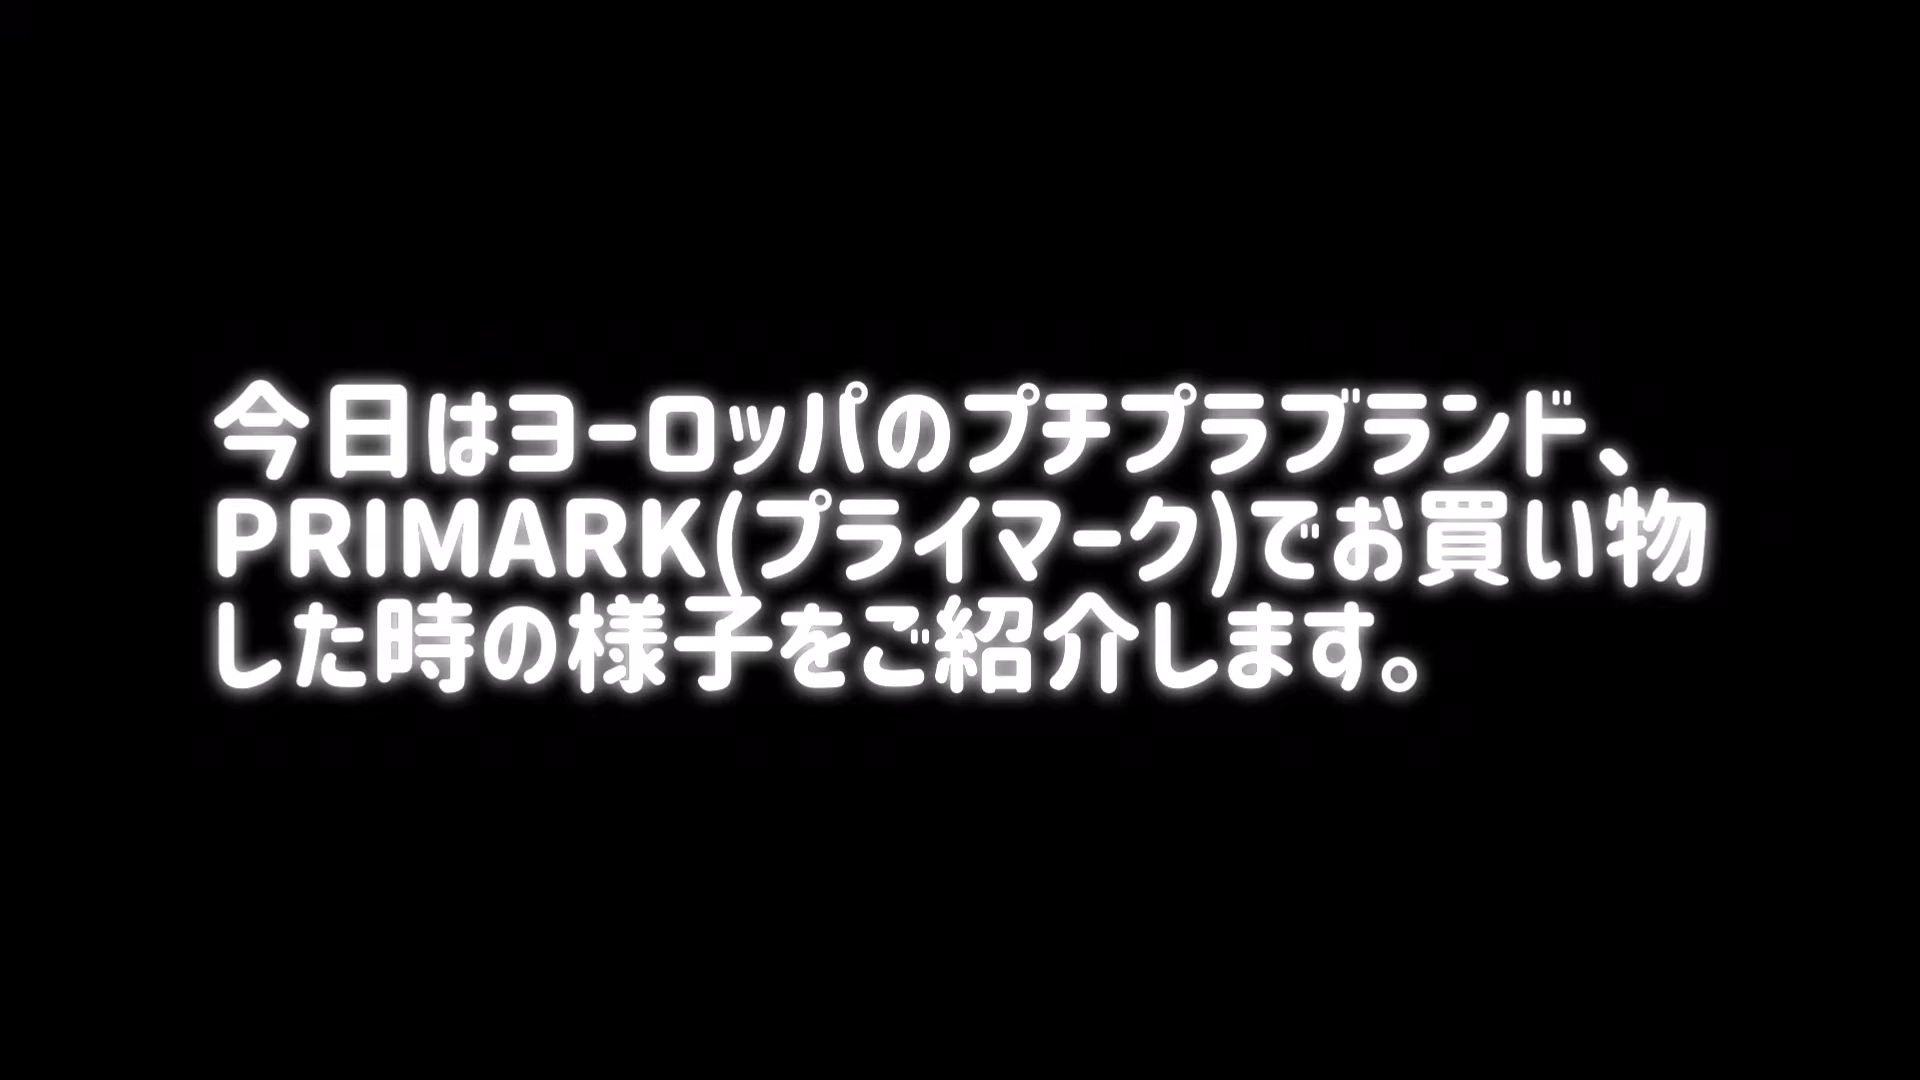 今日はヨーロッパのプチプラブランド、
PRIMARK(プライマーク)でお買い物
した時の様子をご紹介します。